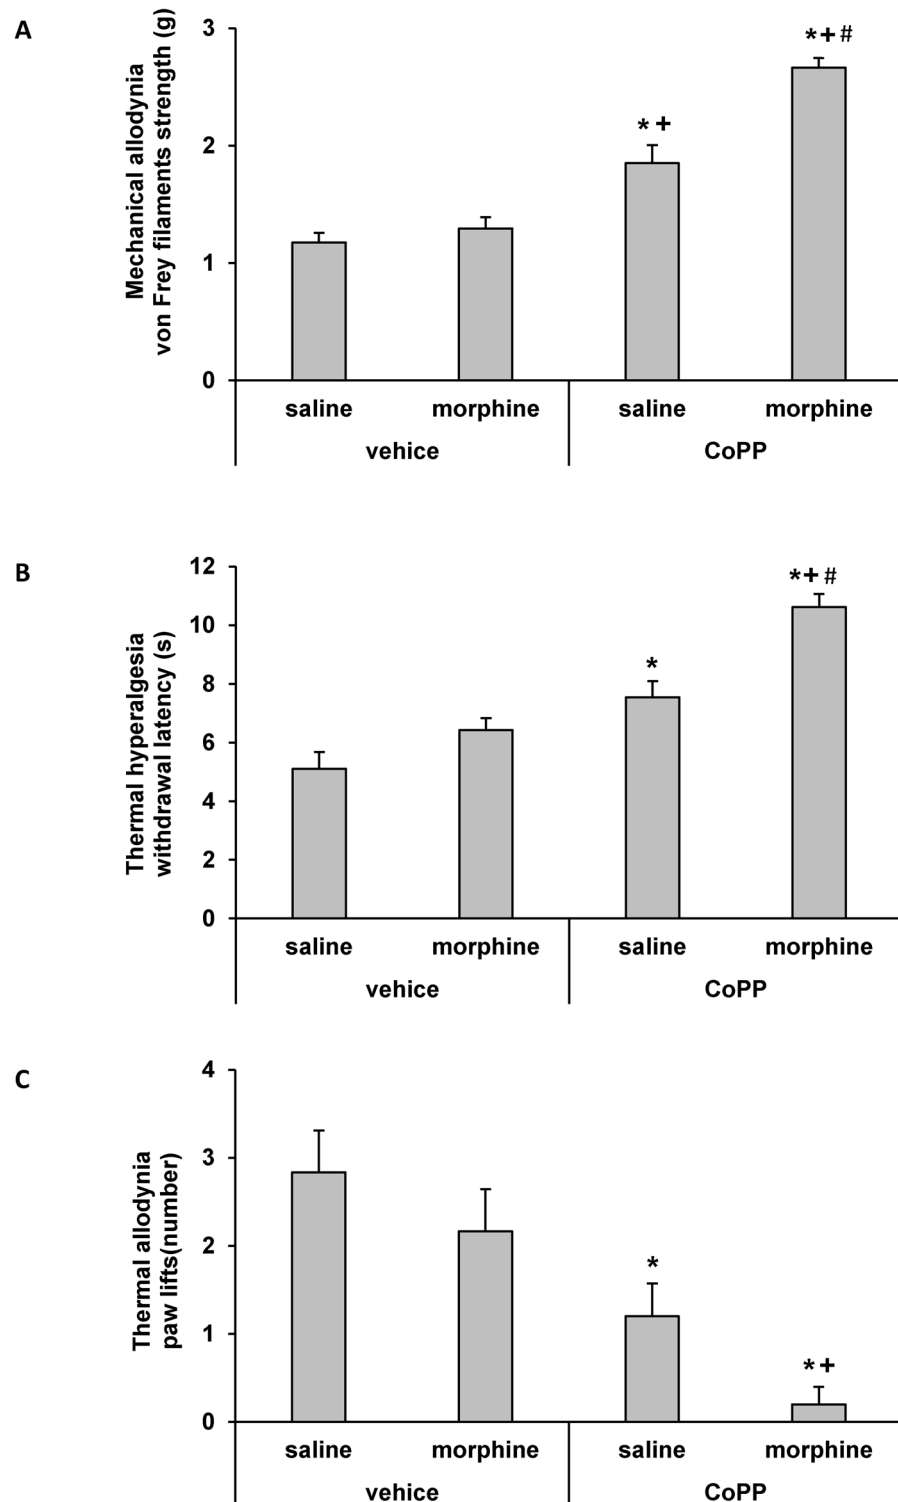 A
Mechanical allodynia
von Frey filaments strength (g)
3
2
1
0
* + #
* +
saline morphine saline morphine
vehice CoPP
B
Thermal hyperalgesia
withdrawal latency (s)
12
10
8
6
4
2
0
*+ #
*
saline morphine saline morphine
vehice CoPP
C
Thermal allodynia
paw lifts(number)
4
3
2
1
0
*
* +
saline morphine saline morphine
vehice CoPP